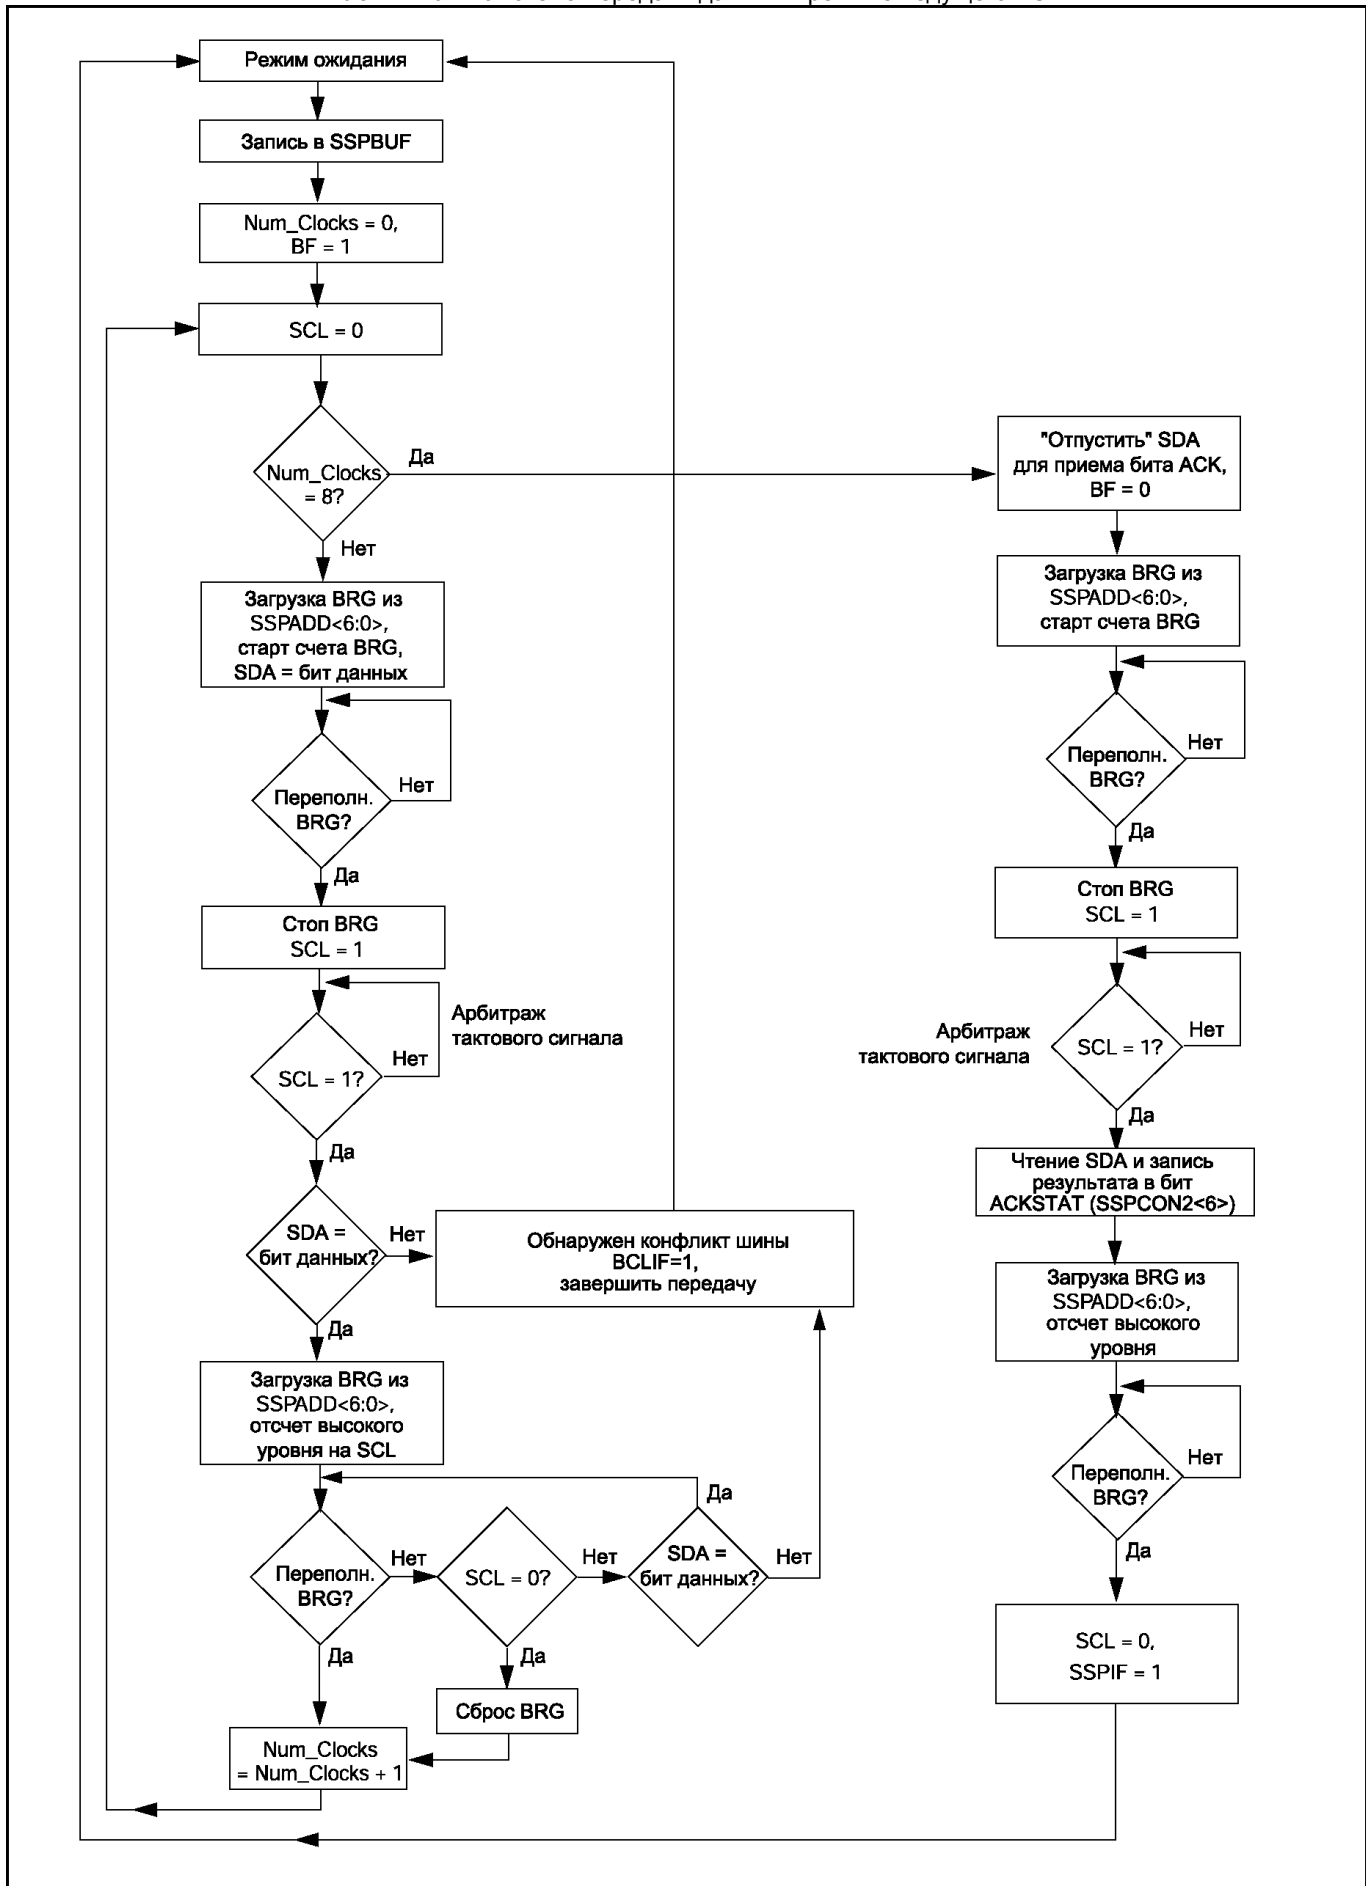 Режим ожидания
Запись в SSPBUF
Num_Clocks = 0,
BF = 1
SCL = 0
Num_Clocks
= 8?
Да
Нет
Загрузка BRG из
SSPADD<6:0>,
старт счета BRG,
SDA = бит данных
Переполн.
BRG?
Нет
Да
Стоп BRG
SCL = 1
Арбитраж
тактового сигнала
SCL = 1?
Нет
Да
SDA =
бит данных?
Нет
Да
Обнаружен конфликт шины
BCLIF=1,
завершить передачу
Загрузка BRG из
SSPADD<6:0>,
отсчет высокого
уровня на SCL
Переполн.
BRG?
Нет
Да
SCL = 0?
Нет
Да
SDA =
бит данных?
Да
Нет
Сброс BRG
Num_Clocks
= Num_Clocks + 1
"Отпустить" SDA
для приема бита ACK,
BF = 0
Загрузка BRG из
SSPADD<6:0>,
старт счета BRG
Переполн.
BRG?
Нет
Да
Стоп BRG
SCL = 1
Арбитраж
тактового сигнала
SCL = 1?
Нет
Да
Чтение SDA и запись
результата в бит
ACKSTAT (SSPCON2<6>)
Загрузка BRG из
SSPADD<6:0>,
отсчет высокого
уровня
Переполн.
BRG?
Нет
Да
SCL = 0,
SSPIF = 1